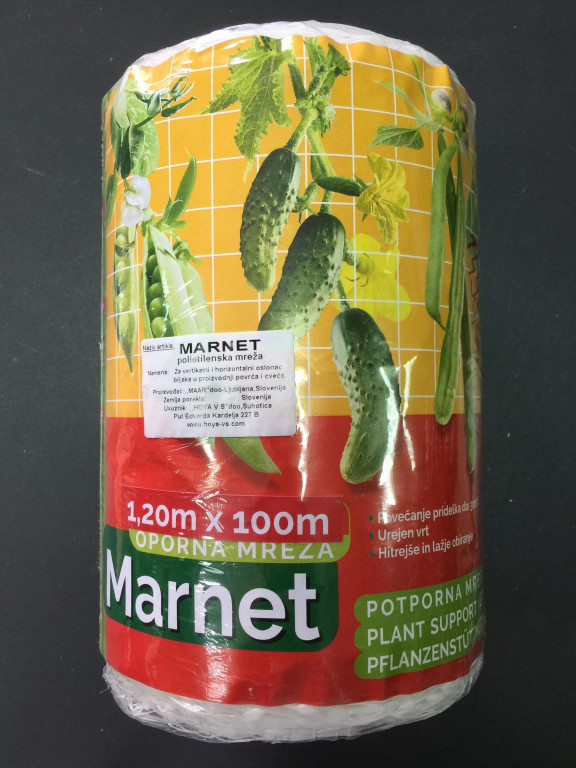 Naziv artikla: MARNET
polietilenska mreža
Namena: Za vertikalni i horizontalni oslonac
biljaka u proizvodnji povrća i cveća
Proizvođač: „MAAR"doo-Ljubljana,Slovenija
Zemlja porekla: Slovenija
Uvoznik: „HOYA V S"doo,Subotica
Put Edvarda Kardelja 227 B
www.hoya-vs.com
1,20m x 100m
OPORNA MREŽA
Marnet
• Povečanje pridelka do
• Urejen vrt
• Hitrejše in lažje obiranje
POTPORNA
PLANT SUPPORT